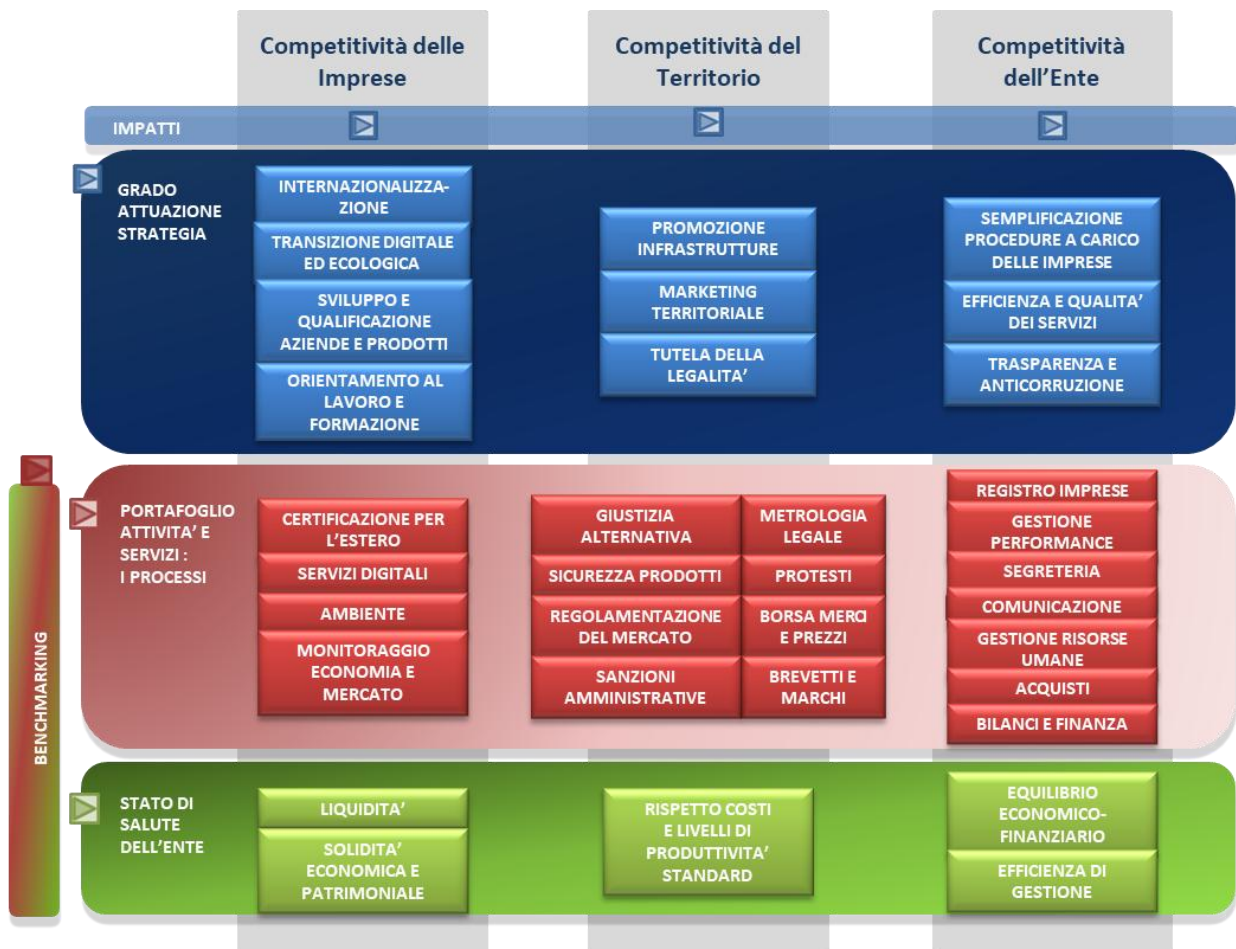 Competitività delle
Imprese
Competitività del
Territorio
Competitività
dell'Ente
IMPATTI
GRADO
ATTUAZIONE
STRATEGIA
INTERNAZIONALIZZA-
ZIONE
TRANSIZIONE DIGITALE
ED ECOLOGICA
SVILUPPO E
QUALIFICAZIONE
AZIENDE E PRODOTTI
ORIENTAMENTO AL
LAVORO E
FORMAZIONE
PROMOZIONE
INFRASTRUTTURE
MARKETING
TERRITORIALE
TUTELA DELLA
LEGALITA'
SEMPLIFICAZIONE
PROCEDURE A CARICO
DELLE IMPRESE
EFFICIENZA E QUALITA'
DEI SERVIZI
TRASPARENZA E
ANTICORRUZIONE
BENCHMARKING
PORTAFOGLIO
ATTIVITA' E
SERVIZI :
I PROCESSI
CERTIFICAZIONE PER
L'ESTERO
SERVIZI DIGITALI
AMBIENTE
MONITORAGGIO
ECONOMIA E
MERCATO
GIUSTIZIA
ALTERNATIVA
METROLOGIA
LEGALE
SICUREZZA PRODOTTI
PROTESTI
REGOLAMENTAZIONE
DEL MERCATO
BORSA MERCI
E PREZZI
SANZIONI
AMMINISTRATIVE
BREVETTI E
MARCHI
REGISTRO IMPRESE
GESTIONE
PERFORMANCE
SEGRETERIA
COMUNICAZIONE
GESTIONE RISORSE
UMANE
ACQUISTI
BILANCI E FINANZA
STATO DI
SALUTE
DELL'ENTE
LIQUIDITA'
SOLIDITA'
ECONOMICA E
PATRIMONIALE
RISPETTO COSTI
E LIVELLI DI
PRODUTTIVITA'
STANDARD
EQUILIBRIO
ECONOMICO-
FINANZIARIO
EFFICIENZA DI
GESTIONE